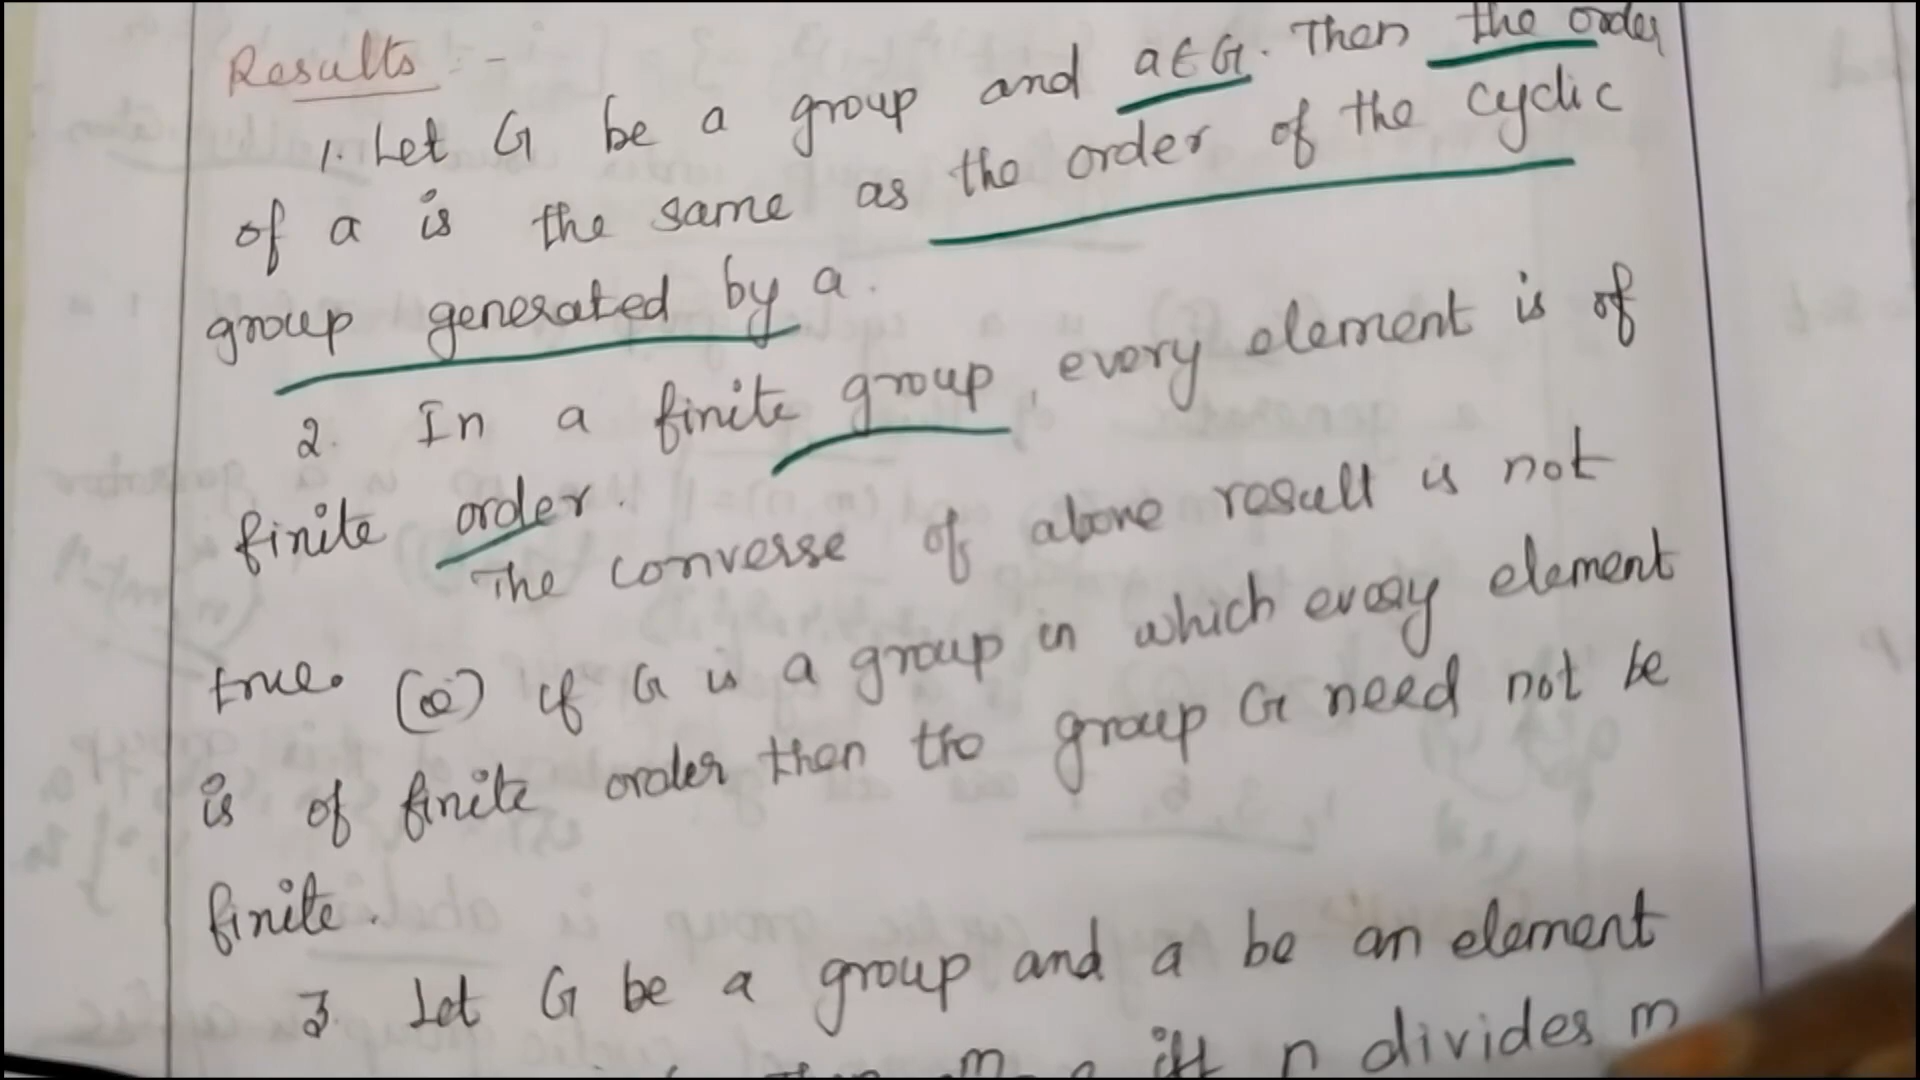 Results :-
1. Let G be a group and a∈G. Then the order
of a is the same as the order of the cyclic
group generated by a.
2. In a finite group, every element is of
finite order.
The converse of above result is not
true. (ie) if G is a group in which every element
is of finite order then the group G need not be
finite.
3. Let G be a group and a be an element
m iff n divides m